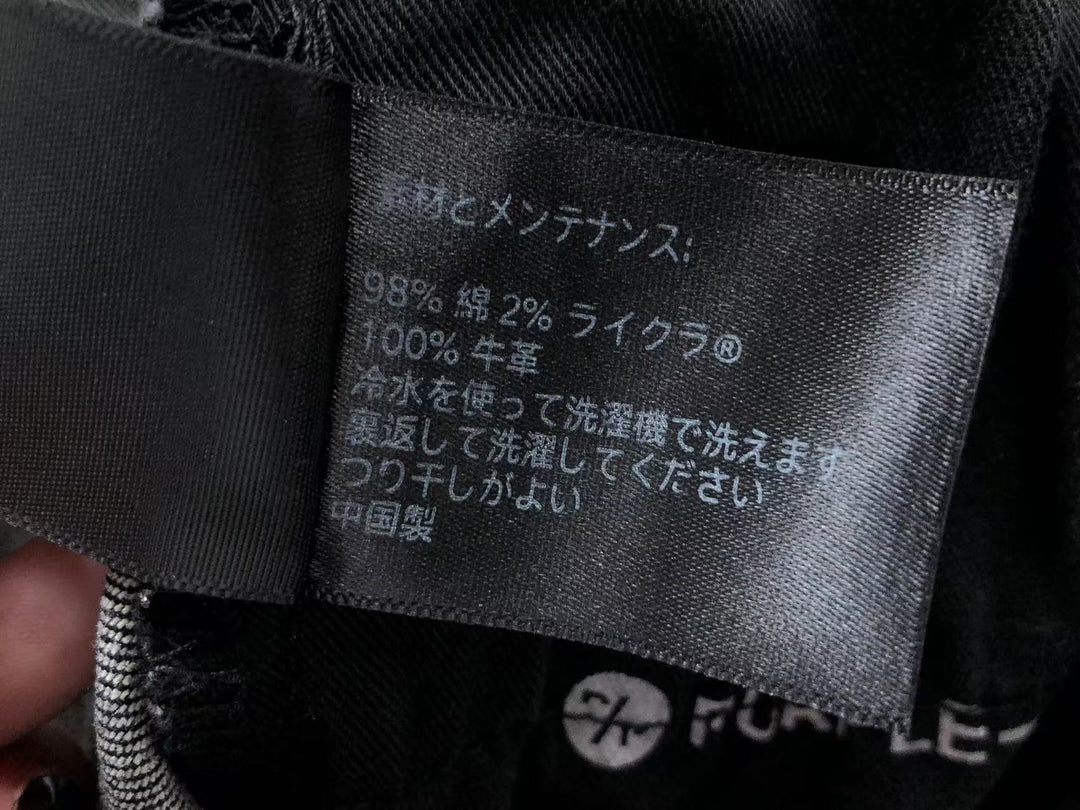 素材とメンテナンス:
98% 綿 2% ライクラ®
100% 牛革
冷水を使って洗濯機で洗えます
裏返して洗濯してください
つり干しがよい
中国製